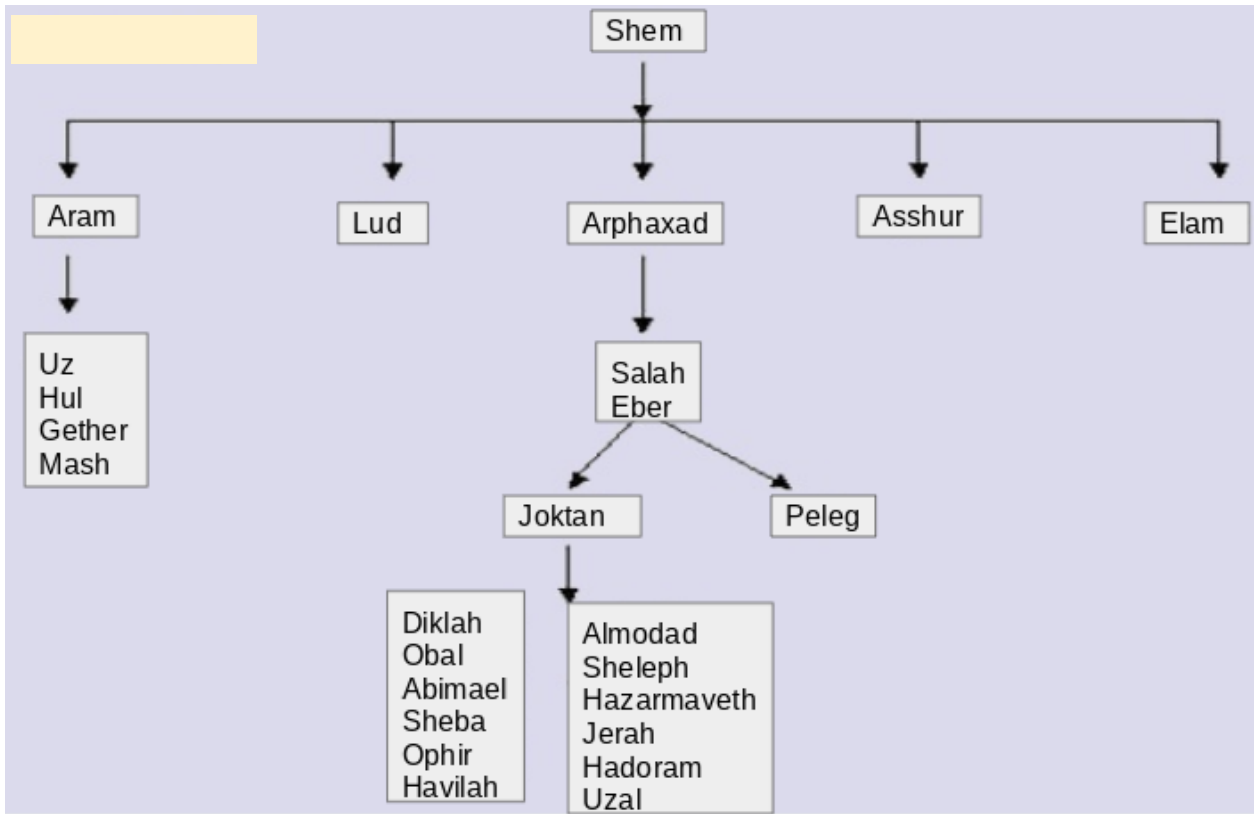 Shem
Aram
Lud
Arphaxad
Asshur
Elam
Uz
Hul
Gether
Mash
Salah
Eber
Joktan
Peleg
Diklah
Obal
Abimael
Sheba
Ophir
Havilah
Almodad
Sheleph
Hazarmaveth
Jerah
Hadoram
Uzal